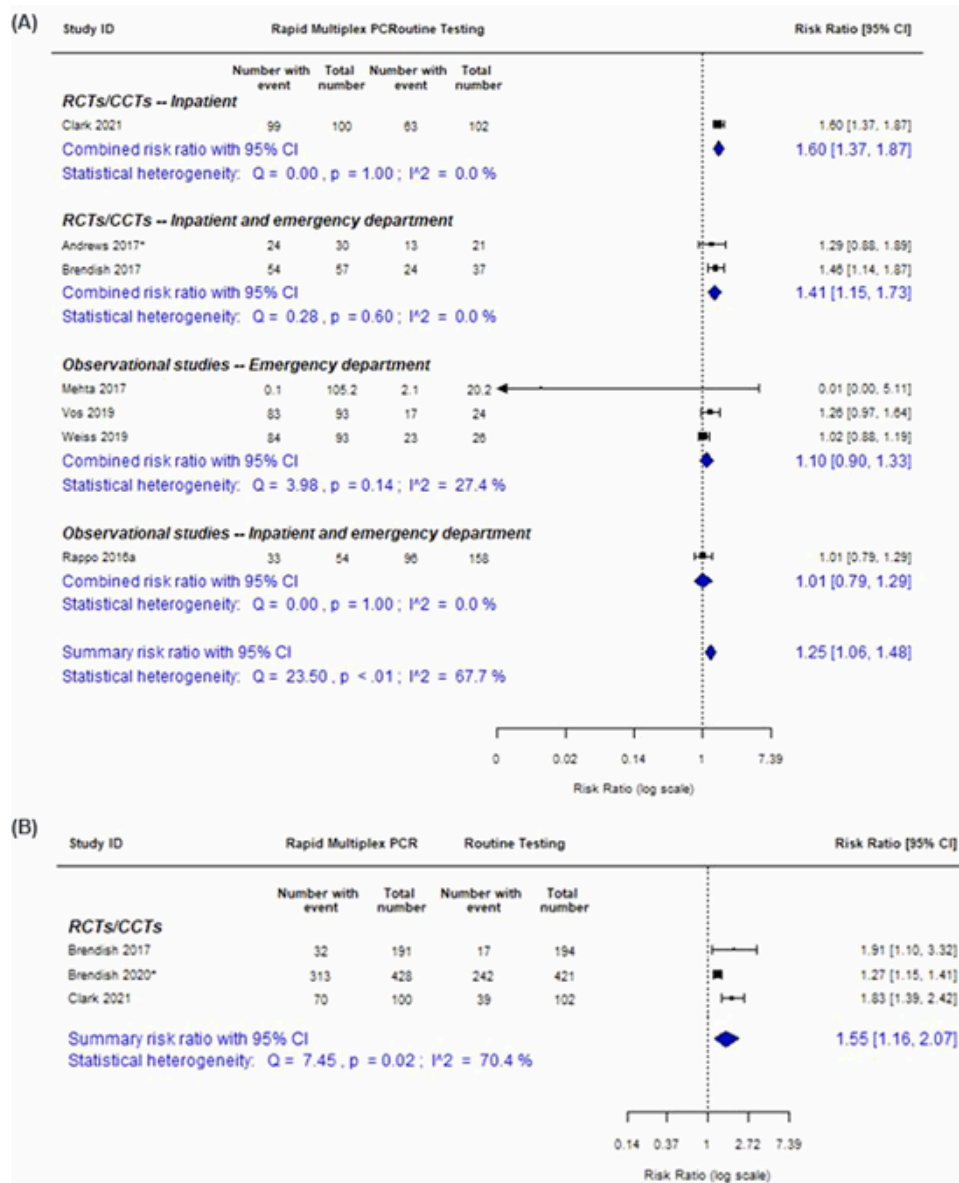 (A)
Study ID Rapid Multiplex PCRRoutine Testing Risk Ratio [95% CI]
Number with event Total number Number with event Total number
RCTs/CCTs -- Inpatient
Clark 2021 99 100 63 102 1.60 [1.37, 1.87]
Combined risk ratio with 95% CI 1.60 [1.37, 1.87]
Statistical heterogeneity: Q = 0.00 , p = 1.00 ; I^2 = 0.0 %
RCTs/CCTs -- Inpatient and emergency department
Andrews 2017* 24 30 13 21 1.29 [0.88, 1.89]
Brendish 2017 54 57 24 37 1.46 [1.14, 1.87]
Combined risk ratio with 95% CI 1.41 [1.15, 1.73]
Statistical heterogeneity: Q = 0.28 , p = 0.60 ; I^2 = 0.0 %
Observational studies -- Emergency department
Mehta 2017 0.1 105.2 2.1 20.2 0.01 [0.00, 5.11]
Vos 2019 83 93 17 24 1.26 [0.97, 1.64]
Weiss 2019 84 93 23 26 1.02 [0.88, 1.19]
Combined risk ratio with 95% CI 1.10 [0.90, 1.33]
Statistical heterogeneity: Q = 3.98 , p = 0.14 ; I^2 = 27.4 %
Observational studies -- Inpatient and emergency department
Rappo 2016a 33 54 96 158 1.01 [0.79, 1.29]
Combined risk ratio with 95% CI 1.01 [0.79, 1.29]
Statistical heterogeneity: Q = 0.00 , p = 1.00 ; I^2 = 0.0 %
Summary risk ratio with 95% CI 1.25 [1.06, 1.48]
Statistical heterogeneity: Q = 23.50 , p < .01 ; I^2 = 67.7 %
0 0.02 0.14 1 7.39
Risk Ratio (log scale)
(B)
Study ID Rapid Multiplex PCR Routine Testing Risk Ratio [95% CI]
Number with event Total number Number with event Total number
RCTs/CCTs
Brendish 2017 32 191 17 194 1.91 [1.10, 3.32]
Brendish 2020* 313 428 242 421 1.27 [1.15, 1.41]
Clark 2021 70 100 39 102 1.83 [1.39, 2.42]
Summary risk ratio with 95% CI 1.55 [1.16, 2.07]
Statistical heterogeneity: Q = 7.45 , p = 0.02 ; I^2 = 70.4 %
0.14 0.37 1 2.72 7.39
Risk Ratio (log scale)